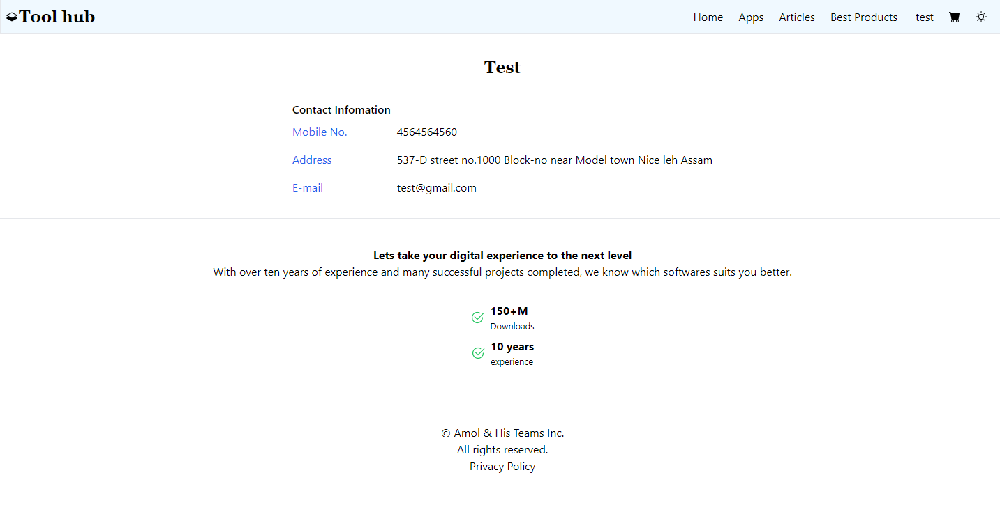 Tool hub Home Apps Articles Best Products test
Test
Contact Infomation
Mobile No. 4564564560
Address 537-D street no.1000 Block-no near Model town Nice leh Assam
E-mail test@gmail.com
Lets take your digital experience to the next level
With over ten years of experience and many successful projects completed, we know which softwares suits you better.
150+M
Downloads
10 years
experience
© Amol & His Teams Inc.
All rights reserved.
Privacy Policy